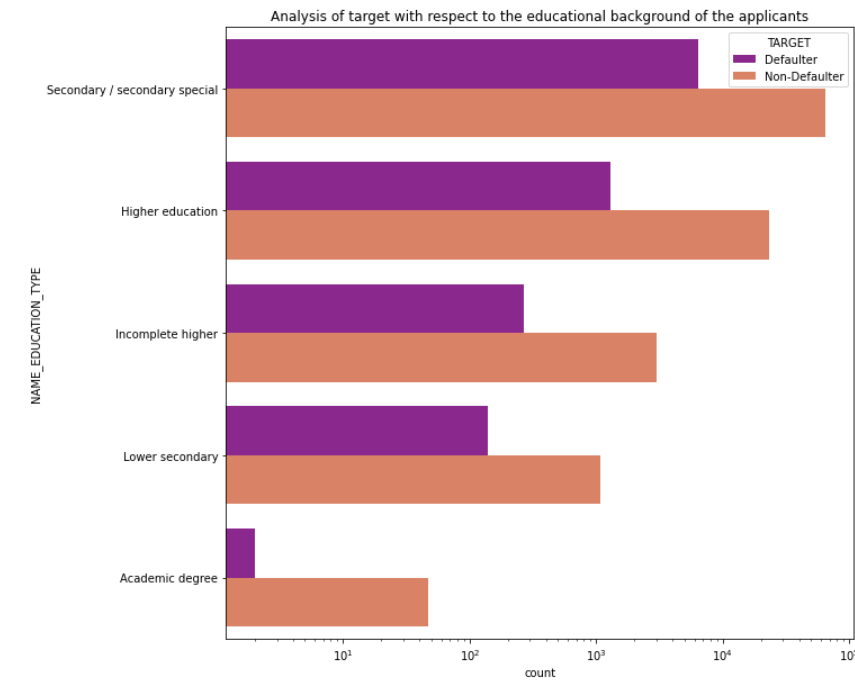 Analysis of target with respect to the educational background of the applicants
TARGET
Defaulter
Non-Defaulter
Secondary / secondary special
Higher education
Incomplete higher
Lower secondary
Academic degree
NAME_EDUCATION_TYPE
10¹ 10² 10³ 10⁴ 10⁵
count